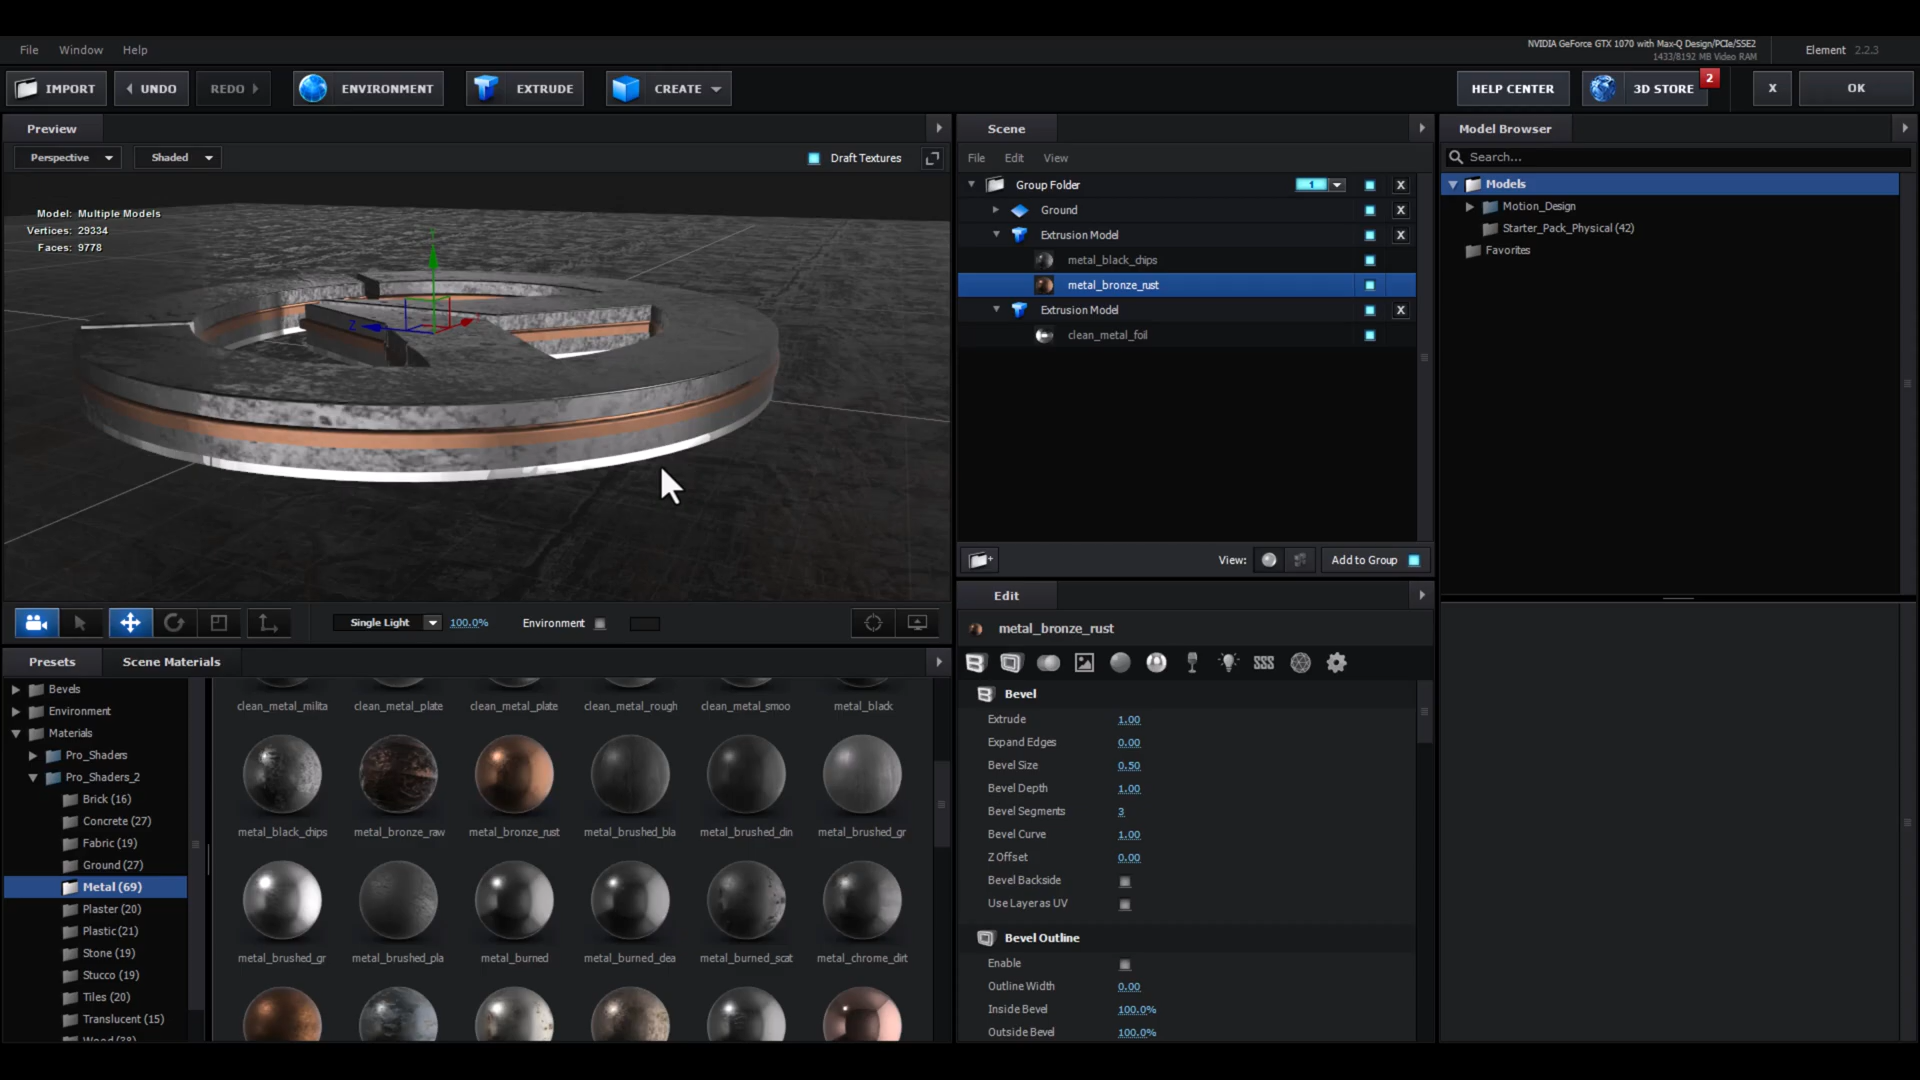 File Window Help
NVIDIA GeForce GTX 1070 with Max-Q Design/PCIe/SSE2
1433/8192 MB Video RAM
Element 2.2.3
IMPORT UNDO REDO ENVIRONMENT EXTRUDE CREATE HELP CENTER 3D STORE 2 X OK
Preview
Perspective Shaded Draft Textures
Model: Multiple Models
Vertices: 29334
Faces: 9778
Y
Z
Single Light 100.0% Environment
Scene
File Edit View
Group Folder 1 X
Ground X
Extrusion Model X
metal_black_chips
metal_bronze_rust
Extrusion Model X
clean_metal_foil
View: Add to Group
Model Browser
Search...
Models
Motion_Design
Starter_Pack_Physical (42)
Favorites
Presets Scene Materials
Bevels
Environment
Materials
Pro_Shaders
Pro_Shaders_2
Brick (16)
Concrete (27)
Fabric (19)
Ground (27)
Metal (69)
Plaster (20)
Plastic (21)
Stone (19)
Stucco (19)
Tiles (20)
Translucent (15)
clean_metal_milita clean_metal_plate clean_metal_plate clean_metal_rough clean_metal_smoo metal_black
metal_black_chips metal_bronze_raw metal_bronze_rust metal_brushed_bla metal_brushed_din metal_brushed_gr
metal_brushed_gr metal_brushed_pla metal_burned metal_burned_dea metal_burned_scat metal_chrome_dirt
Edit
metal_bronze_rust
Bevel
Extrude 1.00
Expand Edges 0.00
Bevel Size 0.50
Bevel Depth 1.00
Bevel Segments 3
Bevel Curve 1.00
Z Offset 0.00
Bevel Backside
Use Layer as UV
Bevel Outline
Enable
Outline Width 0.00
Inside Bevel 100.0%
Outside Bevel 100.0%